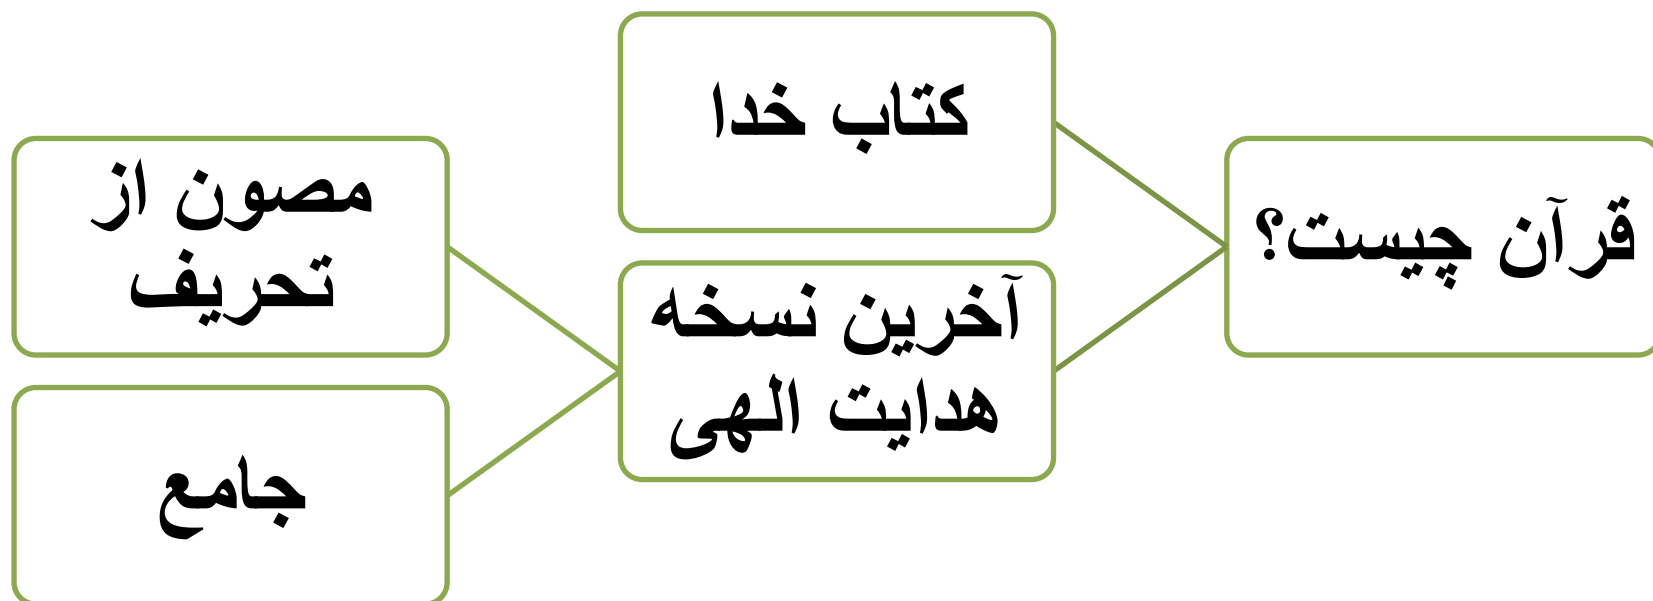 قرآن چیست؟
کتاب خدا
آخرین نسخه
هدایت الهی
مصون از
تحریف
جامع